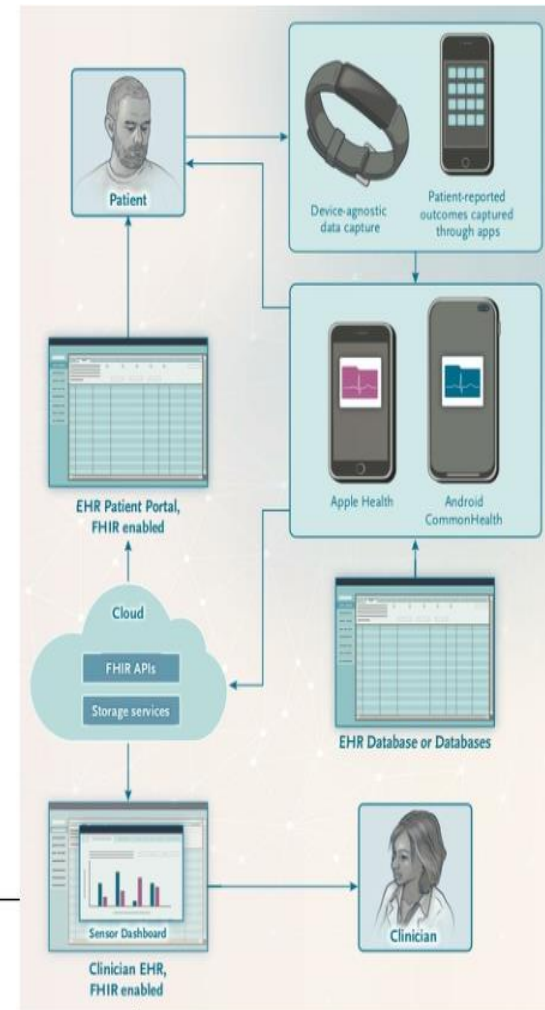 Patient
Device-agnostic
data capture
Patient-reported
outcomes captured
through apps
Apple Health
Android
CommonHealth
EHR Patient Portal,
FHIR enabled
Cloud
FHIR APIs
Storage services
EHR Database or Databases
Sensor Dashboard
Clinician EHR,
FHIR enabled
Clinician